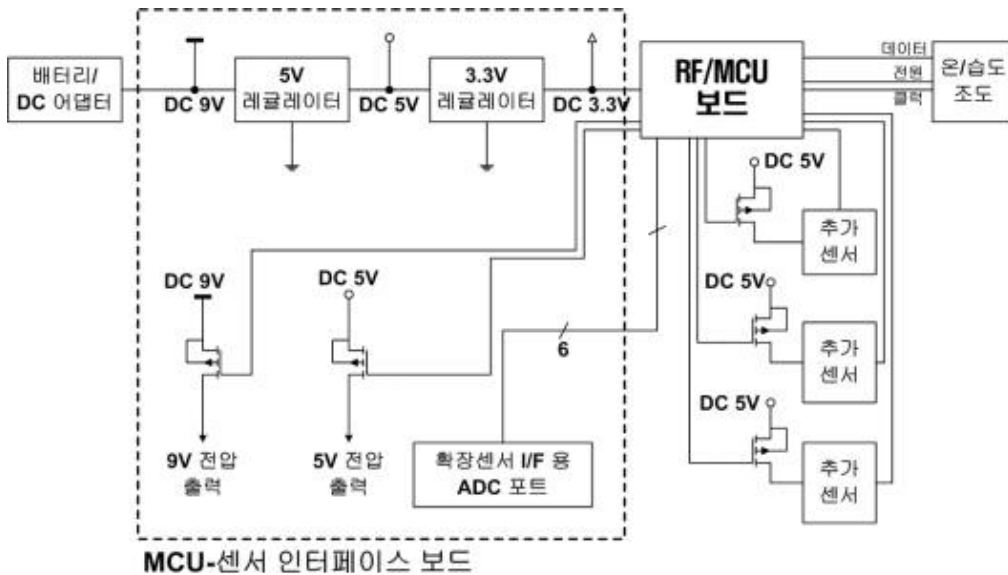 배터리/
DC 어댑터
DC 9V
5V
레귤레이터
DC 5V
3.3V
레귤레이터
DC 3.3V
RF/MCU
보드
데이터
전원
클럭
온/습도
조도
DC 5V
추가
센서
DC 5V
추가
센서
DC 5V
추가
센서
DC 9V
DC 5V
6
9V 전압
출력
5V 전압
출력
확장센서 I/F 용
ADC 포트
MCU-센서 인터페이스 보드